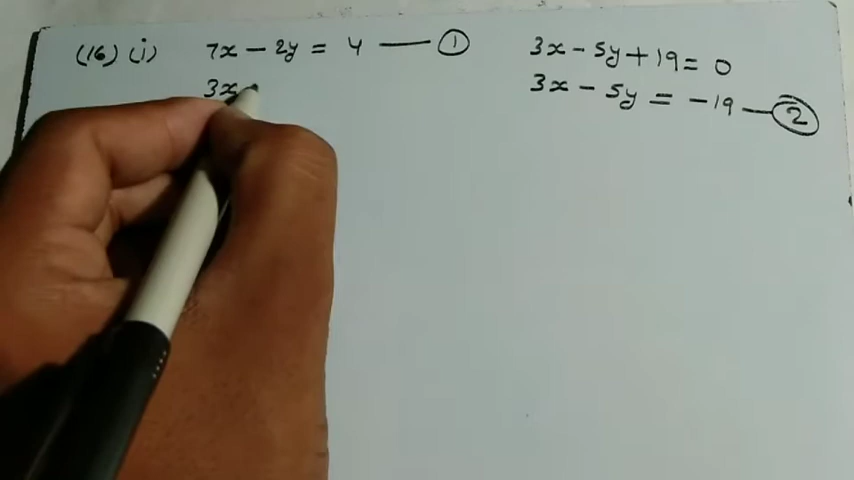 (16) (i) 7x - 2y = 4 — ①
3x
3x - 5y + 19 = 0
3x - 5y = -19 — ②